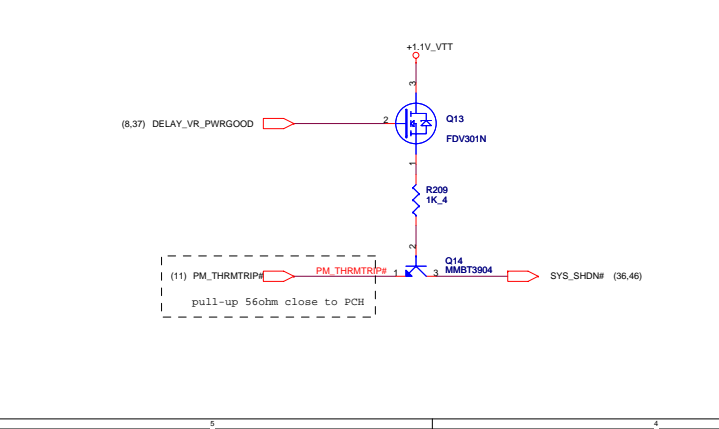 +1.1V_VTT
3
(8,37) DELAY_VR_PWRGOOD
2
Q13
FDV301N
1
R209
1K_4
2
Q14
MMBT3904
(11) PM_THRMTRIP#
PM_THRMTRIP#
1
3
SYS_SHDN# (36,46)
pull-up 56ohm close to PCH
5
4